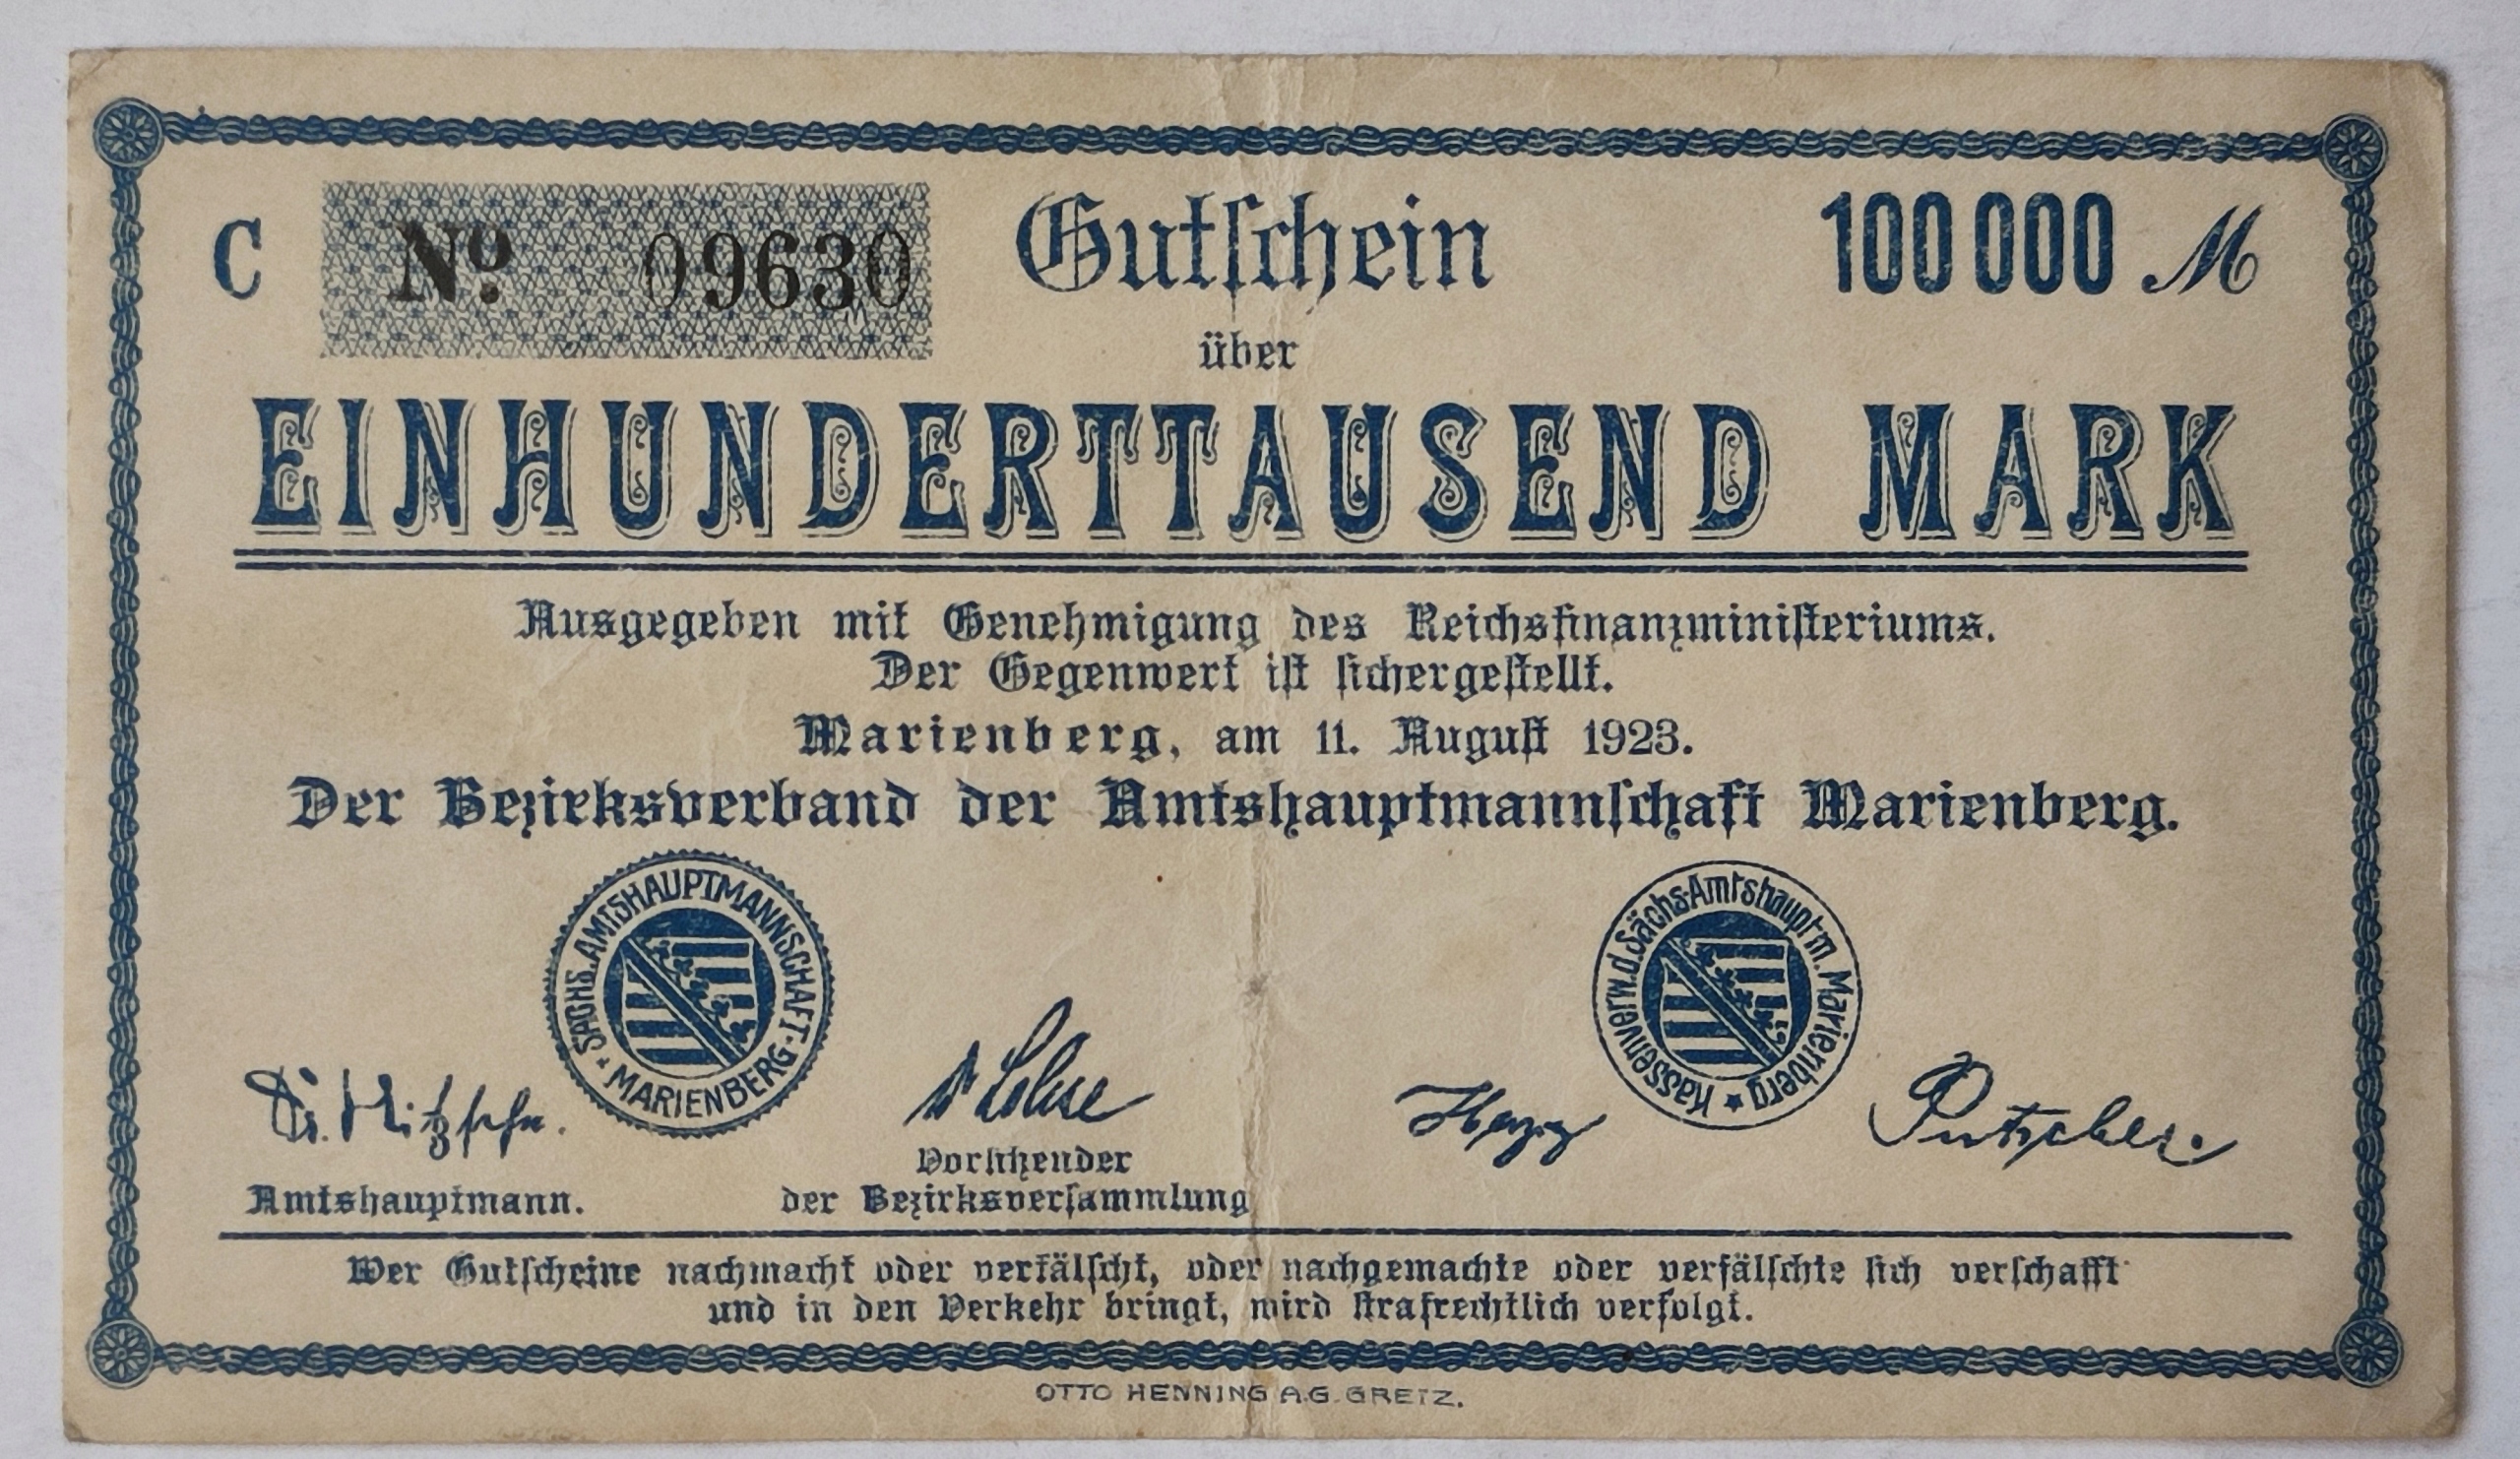 C № 09630 Gutschein 100000 M
über
EINHUNDERTTAUSEND MARK
Ausgegeben mit Genehmigung des Reichsfinanzministeriums.
Der Gegenwert ist sichergestellt.
Marienberg, am 11. August 1923.
Der Bezirksverband der Amtshauptmannschaft Marienberg.
SÄCHS. AMTSHAUPTMANNSCHAFT · MARIENBERG
Kassenverw. d. Sächs. Amtshauptm. Marienberg
Vorsitzender
Amtshauptmann. der Bezirksversammlung
Wer Gutscheine nachmacht oder verfälscht, oder nachgemachte oder verfälschte sich verschafft
und in den Verkehr bringt, wird strafrechtlich verfolgt.
OTTO HENNING A.G. GREIZ.